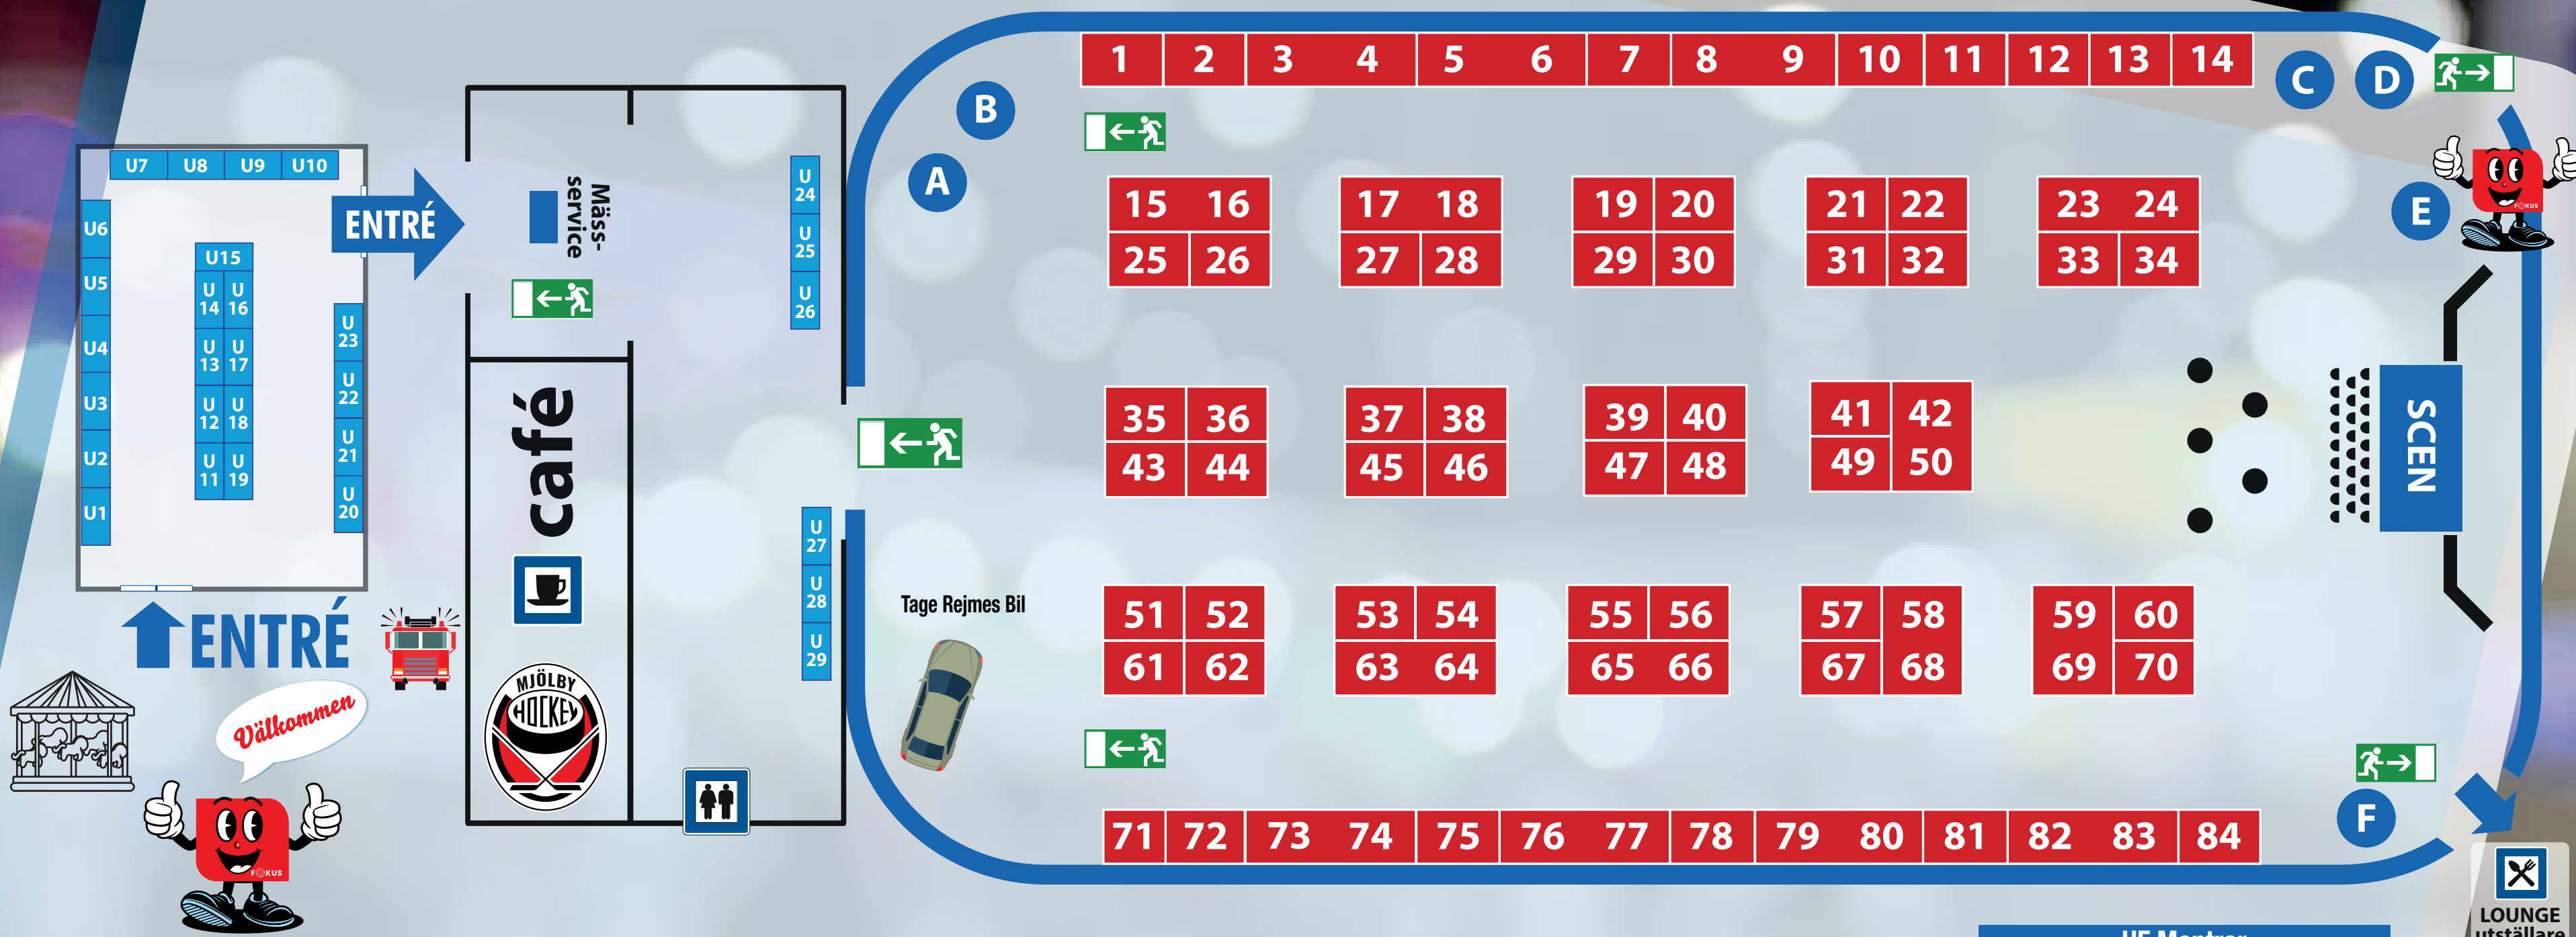 1 2 3 4 5 6 7 8 9 10 11 12 13 14
C D
B
A
E
15 16 17 18 19 20 21 22 23 24
25 26 27 28 29 30 31 32 33 34
35 36 37 38 39 40 41 42
43 44 45 46 47 48 49 50
51 52 53 54 55 56 57 58 59 60
61 62 63 64 65 66 67 68 69 70
71 72 73 74 75 76 77 78 79 80 81 82 83 84
F
SCEN
FOKUS
U7 U8 U9 U10
U6
U5
U4
U3
U2
U1
U15
U 14 U 16
U 13 U 17
U 12 U 18
U 11 U 19
U 23
U 22
U 21
U 20
ENTRÉ
Mäss-
service
U 24
U 25
U 26
café
U 27
U 28
U 29
MJÖLBY
HOCKEY
Tage Rejmes Bil
ENTRÉ
Välkommen
FOKUS
LOUNGE
utställare
UF Montrar